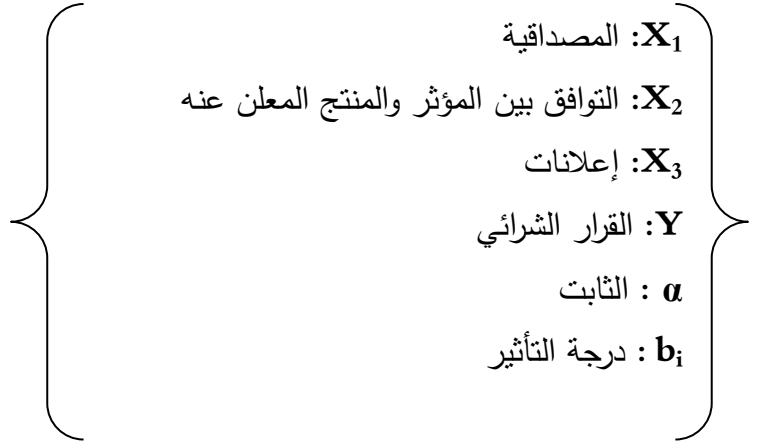 X₁: المصداقية
X₂: التوافق بين المؤثر والمنتج المعلن عنه
X₃: إعلانات
Y: القرار الشرائي
α : الثابت
bᵢ : درجة التأثير